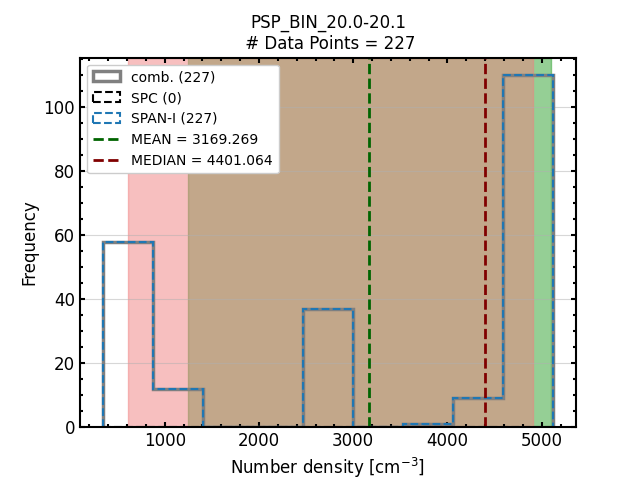 PSP_BIN_20.0-20.1
# Data Points = 227
comb. (227)
SPC (0)
SPAN-I (227)
MEAN = 3169.269
MEDIAN = 4401.064
Frequency
100
80
60
40
20
0
1000 2000 3000 4000 5000
Number density [cm⁻³]